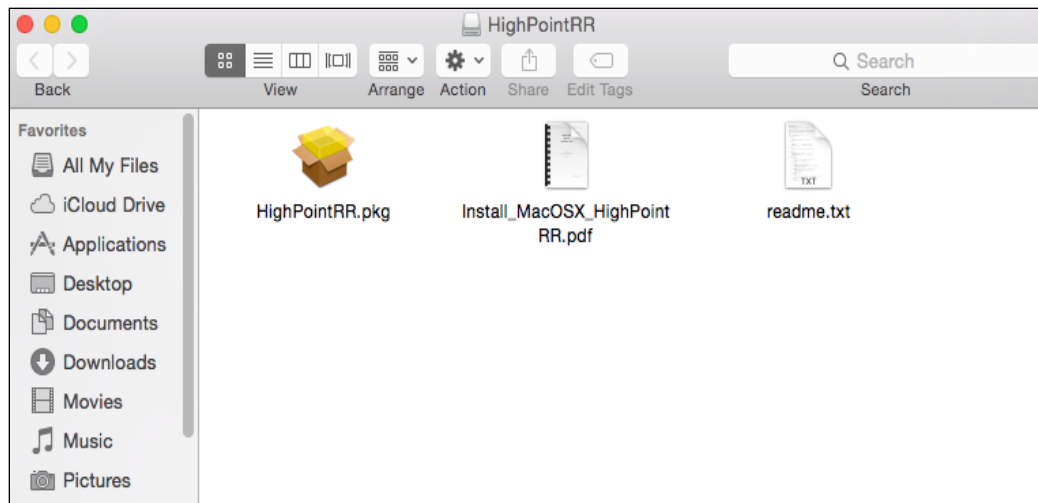 HighPointRR
Search
Back
View
Arrange
Action
Share
Edit Tags
Search
Favorites
All My Files
iCloud Drive
Applications
Desktop
Documents
Downloads
Movies
Music
Pictures
HighPointRR.pkg
Install_MacOSX_HighPoint
RR.pdf
TXT
readme.txt